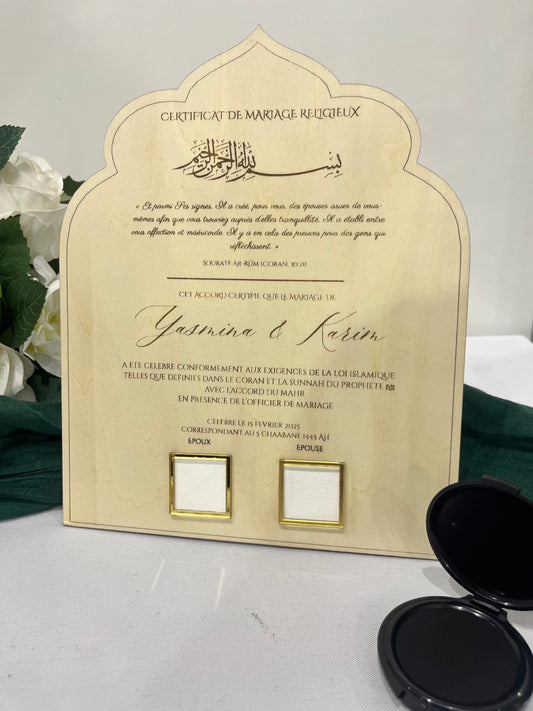 CERTIFICAT DE MARIAGE RELIGIEUX
بسم الله الرحمن الرحيم
« Et parmi Ses signes, Il a créé, pour vous, des épouses issues de vous-
mêmes afin que vous trouviez auprès d'elles tranquillité. Il a établi entre
vous affection et miséricorde. Il y a en cela des preuves pour des gens qui
réfléchissent. »
SOURATE AR-RÛM (CORAN, 30:21)
CET ACCORD CERTIFIE QUE LE MARIAGE DE
Yasmina & Karim
A ETE CELEBRE CONFORMEMENT AUX EXIGENCES DE LA LOI ISLAMIQUE
TELLES QUE DEFINIES DANS LE CORAN ET LA SUNNAH DU PROPHETE ﷺ
AVEC L'ACCORD DU MAHR
EN PRESENCE DE L'OFFICIER DE MARIAGE
CELEBRE LE 15 FEVRIER 2025
CORRESPONDANT AU 5 CHAABANE 1445 AH
EPOUX EPOUSE